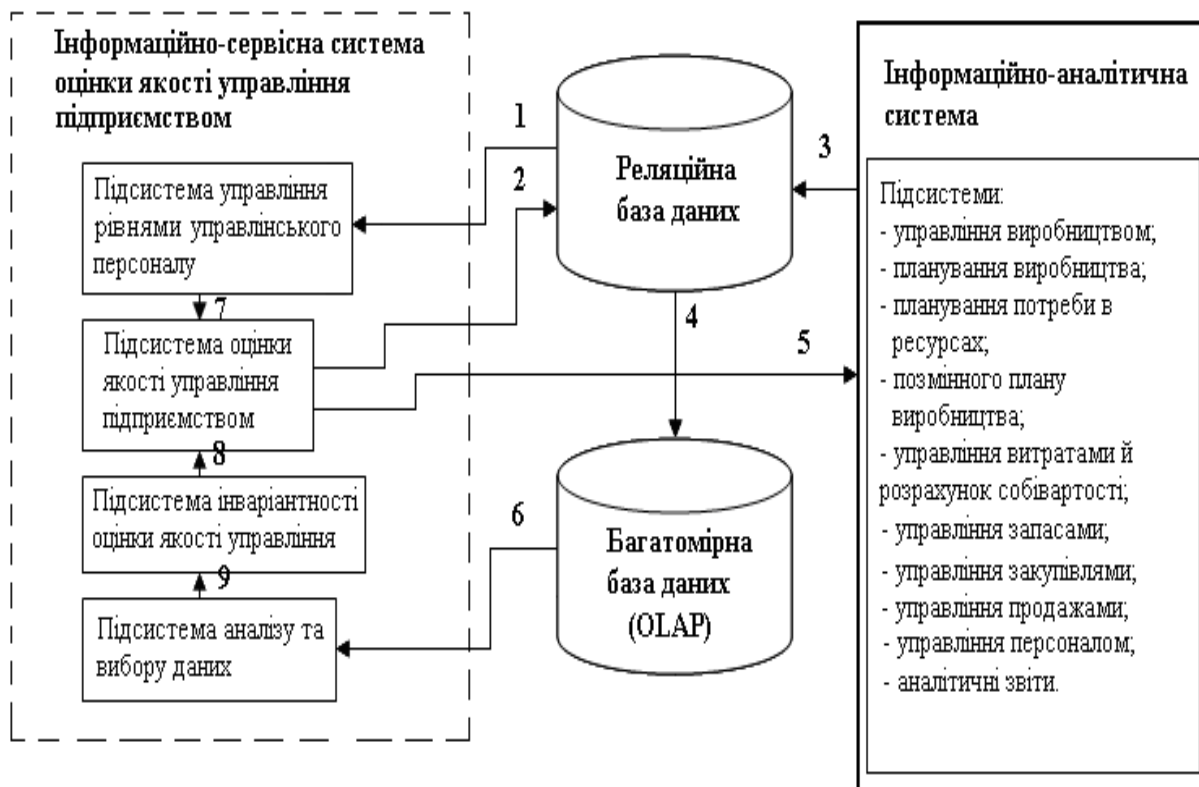 Інформаційно-сервісна система
оцінки якості управління
підприємством
Підсистема управління
рівнями управлінського
персоналу
7
Підсистема оцінки
якості управління
підприємством
8
Підсистема інваріантності
оцінки якості управління
9
Підсистема аналізу та
вибору даних
1
2
Реляційна
база даних
3
4
5
6
Багатомірна
база даних
(OLAP)
Інформаційно-аналітична
система
Підсистеми:
- управління виробництвом;
- планування виробництва;
- планування потреби в
ресурсах;
- позмінного плану
виробництва;
- управління витратами й
розрахунок собівартості;
- управління запасами;
- управління закупівлями;
- управління продажами;
- управління персоналом;
- аналітичні звіти.